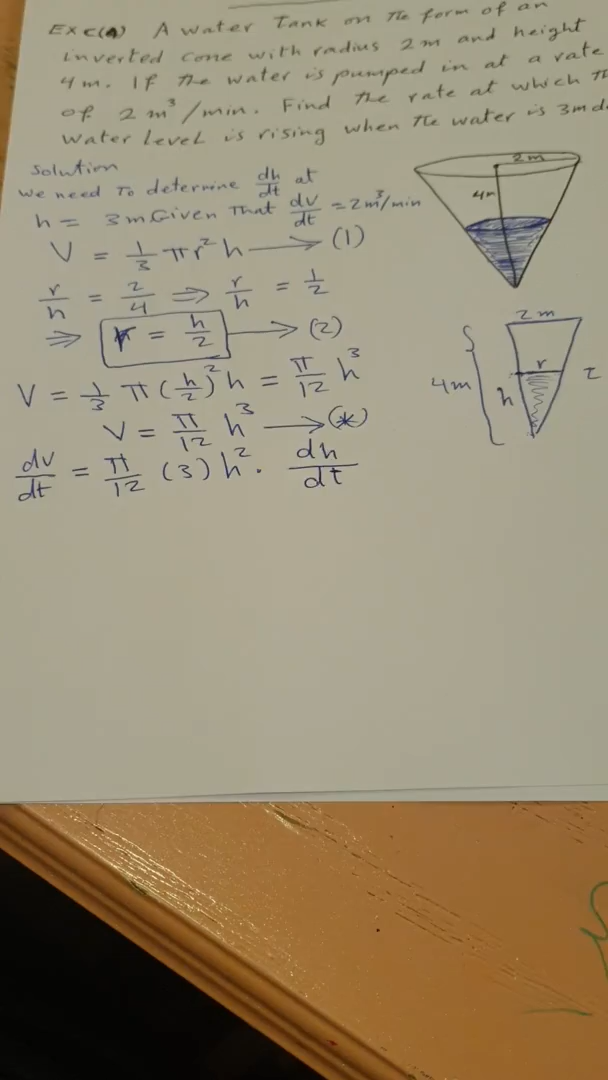 Exc(a) A water Tank on the form of an
inverted cone with radius 2m and height
4m. If the water is pumped in at a rate
of 2 m³/min. Find the rate at which
water level is rising when the water is 3m d
Solution
we need To determine dh/dt at
h = 3m Given That dv/dt = 2m³/min
V = 1/3 πr²h → (1)
r/h = 2/4 ⇒ r/h = 1/2
⇒ r = h/2 → (2)
V = 1/3 π(h/2)²h = π/12 h³
V = π/12 h³ → (*)
dv/dt = π/12 (3)h². dh/dt
2m
4m
2m
r
4m
h